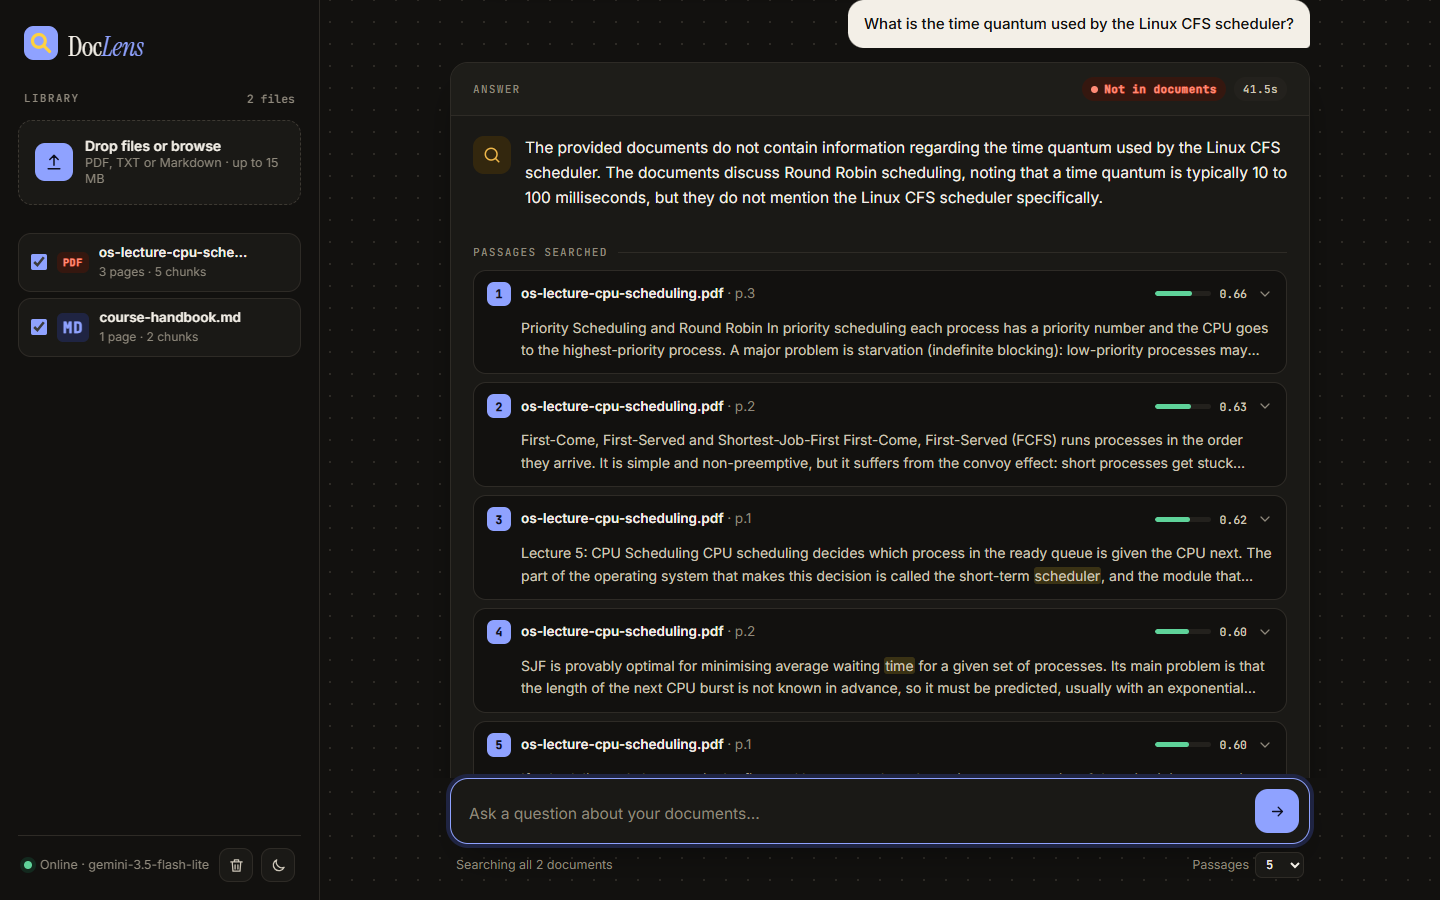 What is the time quantum used by the Linux CFS scheduler?
DocLens
LIBRARY 2 files
Drop files or browse
PDF, TXT or Markdown · up to 15
MB
PDF os-lecture-cpu-sche...
3 pages · 5 chunks
MD course-handbook.md
1 page · 2 chunks
Online · gemini-3.5-flash-lite
ANSWER Not in documents 41.5s
The provided documents do not contain information regarding the time quantum used by the Linux CFS
scheduler. The documents discuss Round Robin scheduling, noting that a time quantum is typically 10 to
100 milliseconds, but they do not mention the Linux CFS scheduler specifically.
PASSAGES SEARCHED
1 os-lecture-cpu-scheduling.pdf · p.3 0.66
Priority Scheduling and Round Robin In priority scheduling each process has a priority number and the CPU goes
to the highest-priority process. A major problem is starvation (indefinite blocking): low-priority processes may...
2 os-lecture-cpu-scheduling.pdf · p.2 0.63
First-Come, First-Served and Shortest-Job-First First-Come, First-Served (FCFS) runs processes in the order
they arrive. It is simple and non-preemptive, but it suffers from the convoy effect: short processes get stuck...
3 os-lecture-cpu-scheduling.pdf · p.1 0.62
Lecture 5: CPU Scheduling CPU scheduling decides which process in the ready queue is given the CPU next. The
part of the operating system that makes this decision is called the short-term scheduler, and the module that...
4 os-lecture-cpu-scheduling.pdf · p.2 0.60
SJF is provably optimal for minimising average waiting time for a given set of processes. Its main problem is that
the length of the next CPU burst is not known in advance, so it must be predicted, usually with an exponential...
5 os-lecture-cpu-scheduling.pdf · p.1 0.60
Ask a question about your documents...
Searching all 2 documents Passages 5